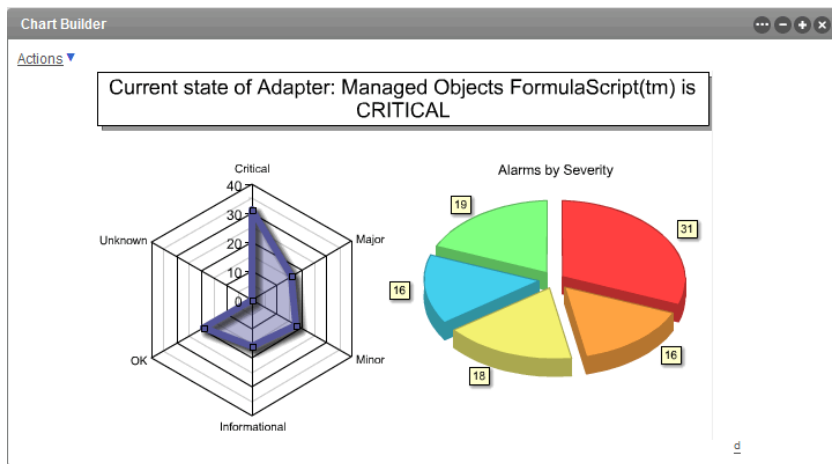 Chart Builder
Actions
Current state of Adapter: Managed Objects FormulaScript(tm) is
CRITICAL
Critical
40
30
20
10
0
Unknown
Major
OK
Minor
Informational
Alarms by Severity
19
31
16
18
16
d